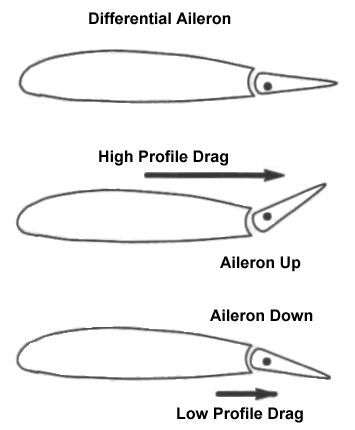 Differential Aileron
High Profile Drag
Aileron Up
Aileron Down
Low Profile Drag